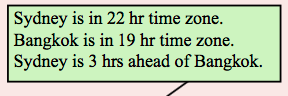 Sydney is in 22 hr time zone.
Bangkok is in 19 hr time zone.
Sydney is 3 hrs ahead of Bangkok.